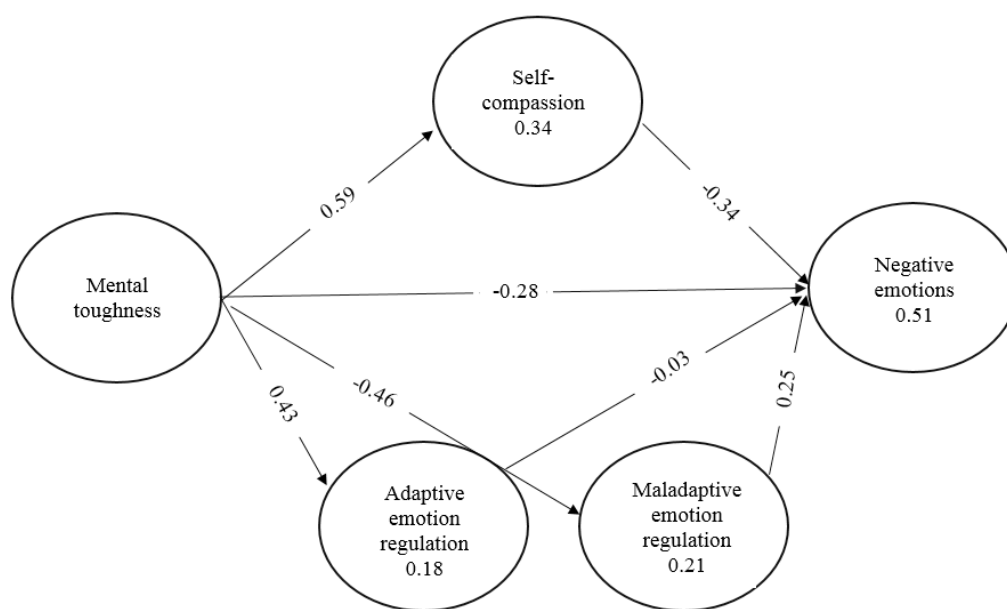 Self-
compassion
0.34
0.59
-0.34
Mental
toughness
-0.28
Negative
emotions
0.51
0.43
-0.46
-0.03
0.25
Adaptive
emotion
regulation
0.18
Maladaptive
emotion
regulation
0.21